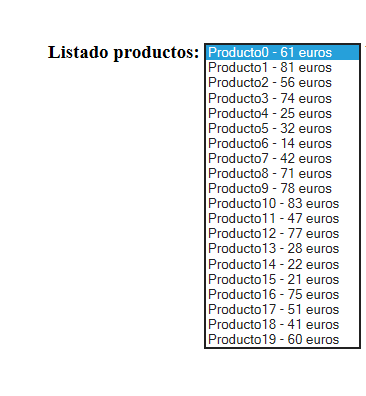 Listado productos: Producto0 - 61 euros
Producto1 - 81 euros
Producto2 - 56 euros
Producto3 - 74 euros
Producto4 - 25 euros
Producto5 - 32 euros
Producto6 - 14 euros
Producto7 - 42 euros
Producto8 - 71 euros
Producto9 - 78 euros
Producto10 - 83 euros
Producto11 - 47 euros
Producto12 - 77 euros
Producto13 - 28 euros
Producto14 - 22 euros
Producto15 - 21 euros
Producto16 - 75 euros
Producto17 - 51 euros
Producto18 - 41 euros
Producto19 - 60 euros